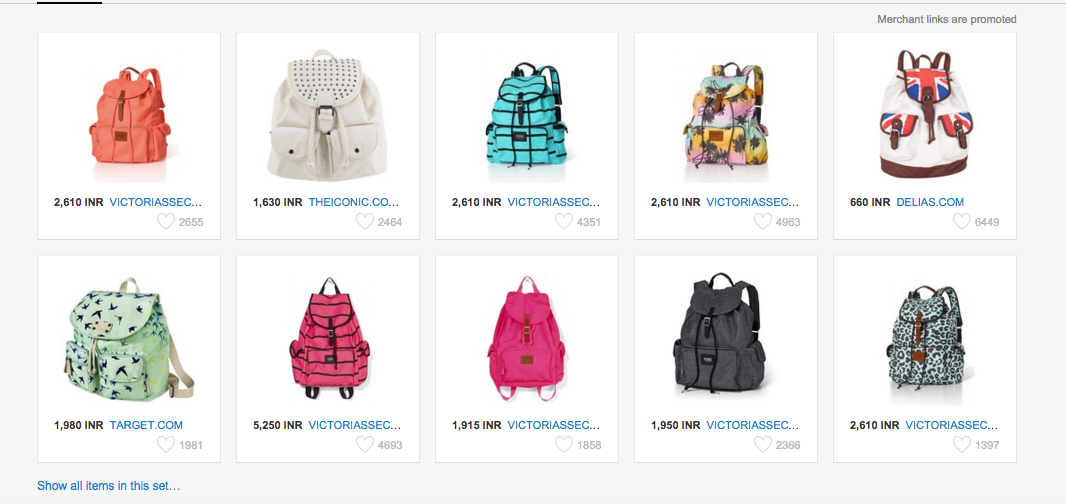 Merchant links are promoted
2,610 INR VICTORIASSEC...
2655
1,630 INR THEICONIC.CO...
2464
2,610 INR VICTORIASSEC...
4351
2,610 INR VICTORIASSEC...
4963
660 INR DELIAS.COM
6449
1,980 INR TARGET.COM
1981
5,250 INR VICTORIASSEC...
4693
1,915 INR VICTORIASSEC...
1858
1,950 INR VICTORIASSEC...
2366
2,610 INR VICTORIASSEC...
1397
Show all items in this set...